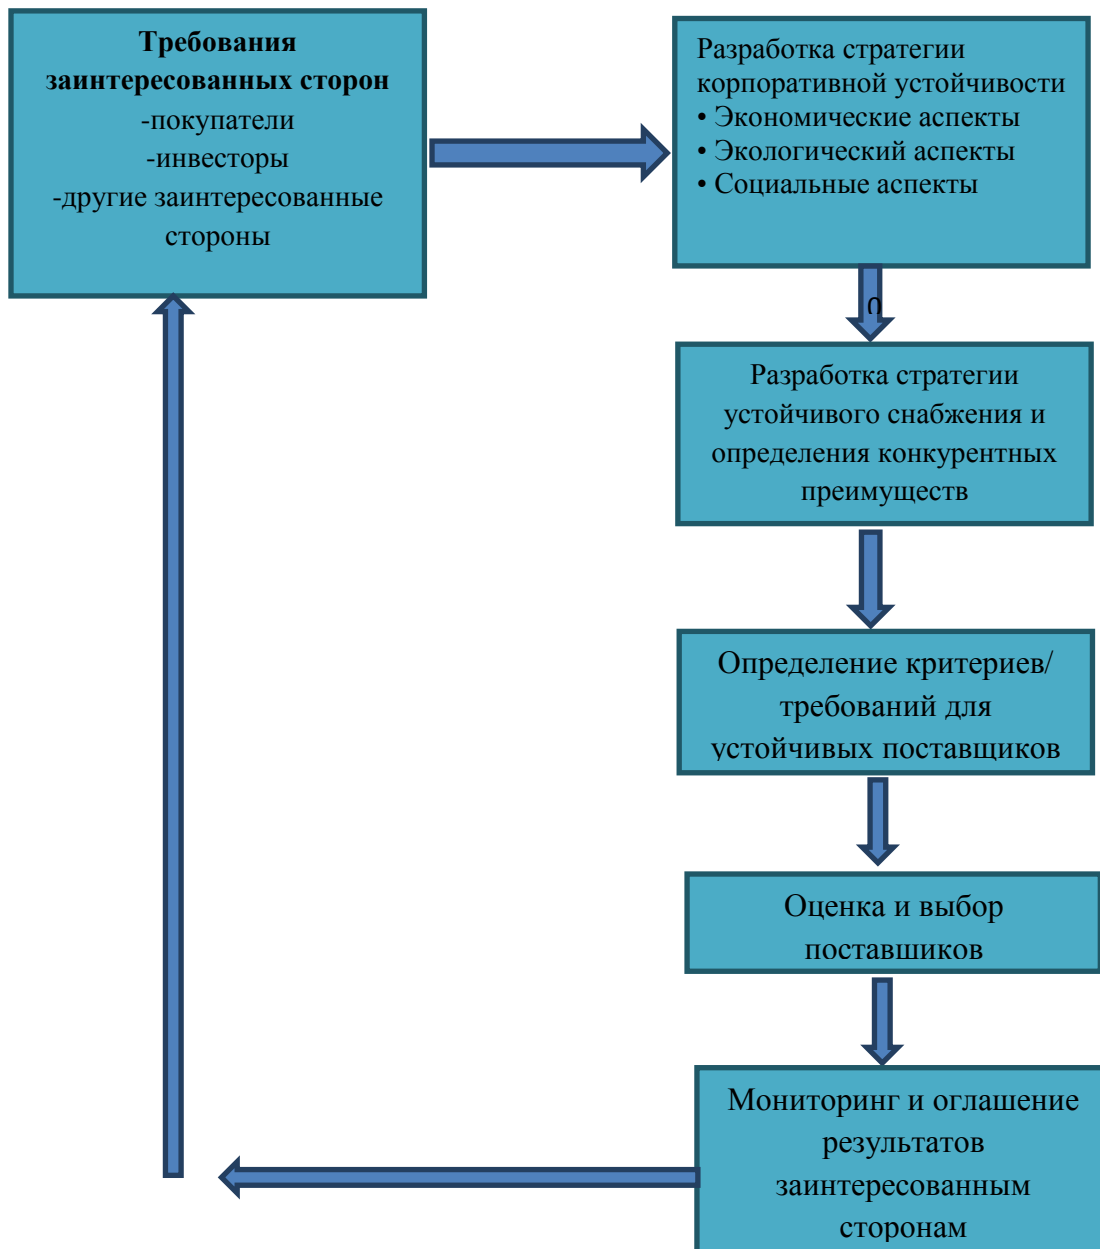 Требования
заинтересованных сторон
-покупатели
-инвесторы
-другие заинтересованные
стороны
Разработка стратегии
корпоративной устойчивости
• Экономические аспекты
• Экологический аспекты
• Социальные аспекты
0
Разработка стратегии
устойчивого снабжения и
определения конкурентных
преимуществ
Определение критериев/
требований для
устойчивых поставщиков
Оценка и выбор
поставшиков
Мониторинг и оглашение
результатов
заинтересованным
сторонам